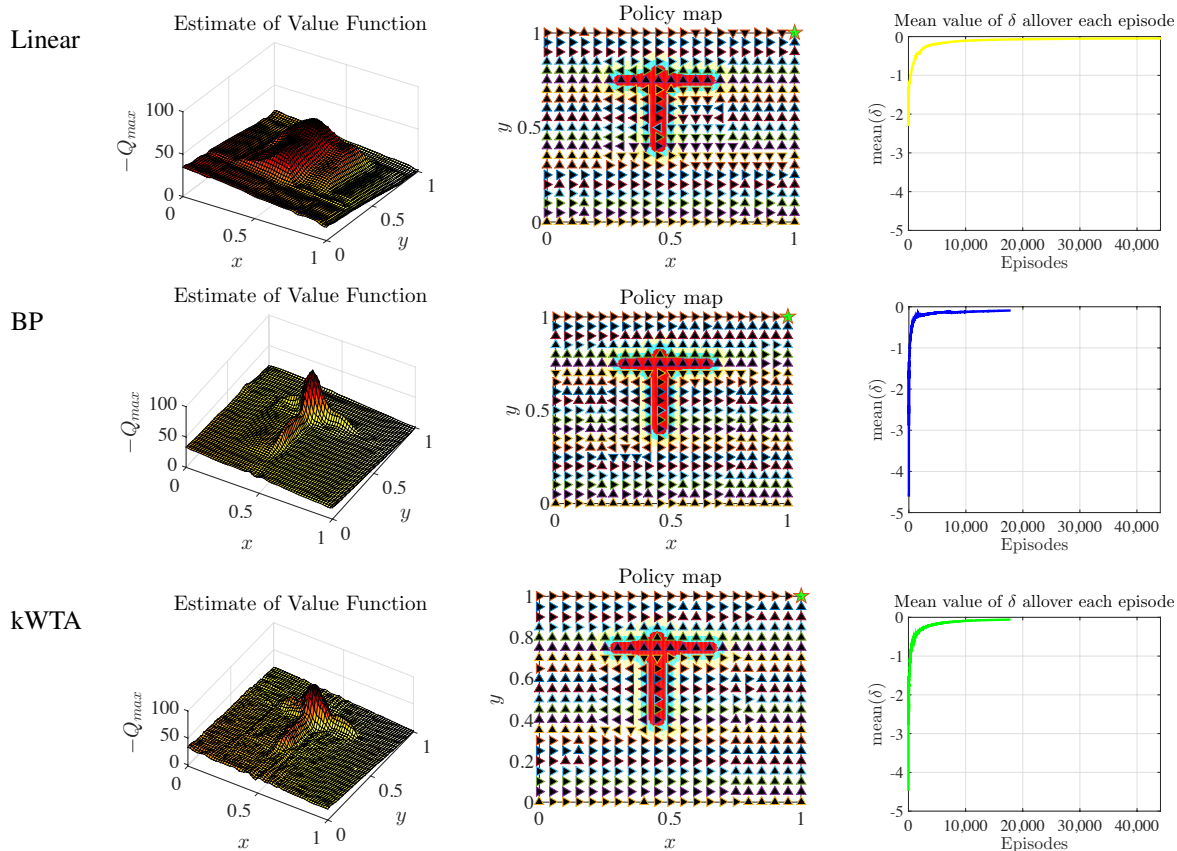 Linear
Estimate of Value Function
−Q_max
100
50
0
0
0.5
1
x
0
0.5
1
y
Policy map
y
1
0.5
0
0
0.5
1
x
Mean value of δ allover each episode
mean(δ)
0
-1
-2
-3
-4
-5
0
10,000
20,000
30,000
40,000
Episodes
BP
Estimate of Value Function
−Q_max
100
50
0
0
0.5
1
x
0
0.5
1
y
Policy map
y
1
0.5
0
0
0.5
1
x
mean(δ)
0
-1
-2
-3
-4
-5
0
10,000
20,000
30,000
40,000
Episodes
kWTA
Estimate of Value Function
−Q_max
100
50
0
0
0.5
1
x
0
0.5
1
y
Policy map
y
1
0.8
0.6
0.4
0.2
0
0
0.5
1
x
Mean value of δ allover each episode
mean(δ)
0
-1
-2
-3
-4
-5
0
10,000
20,000
30,000
40,000
Episodes